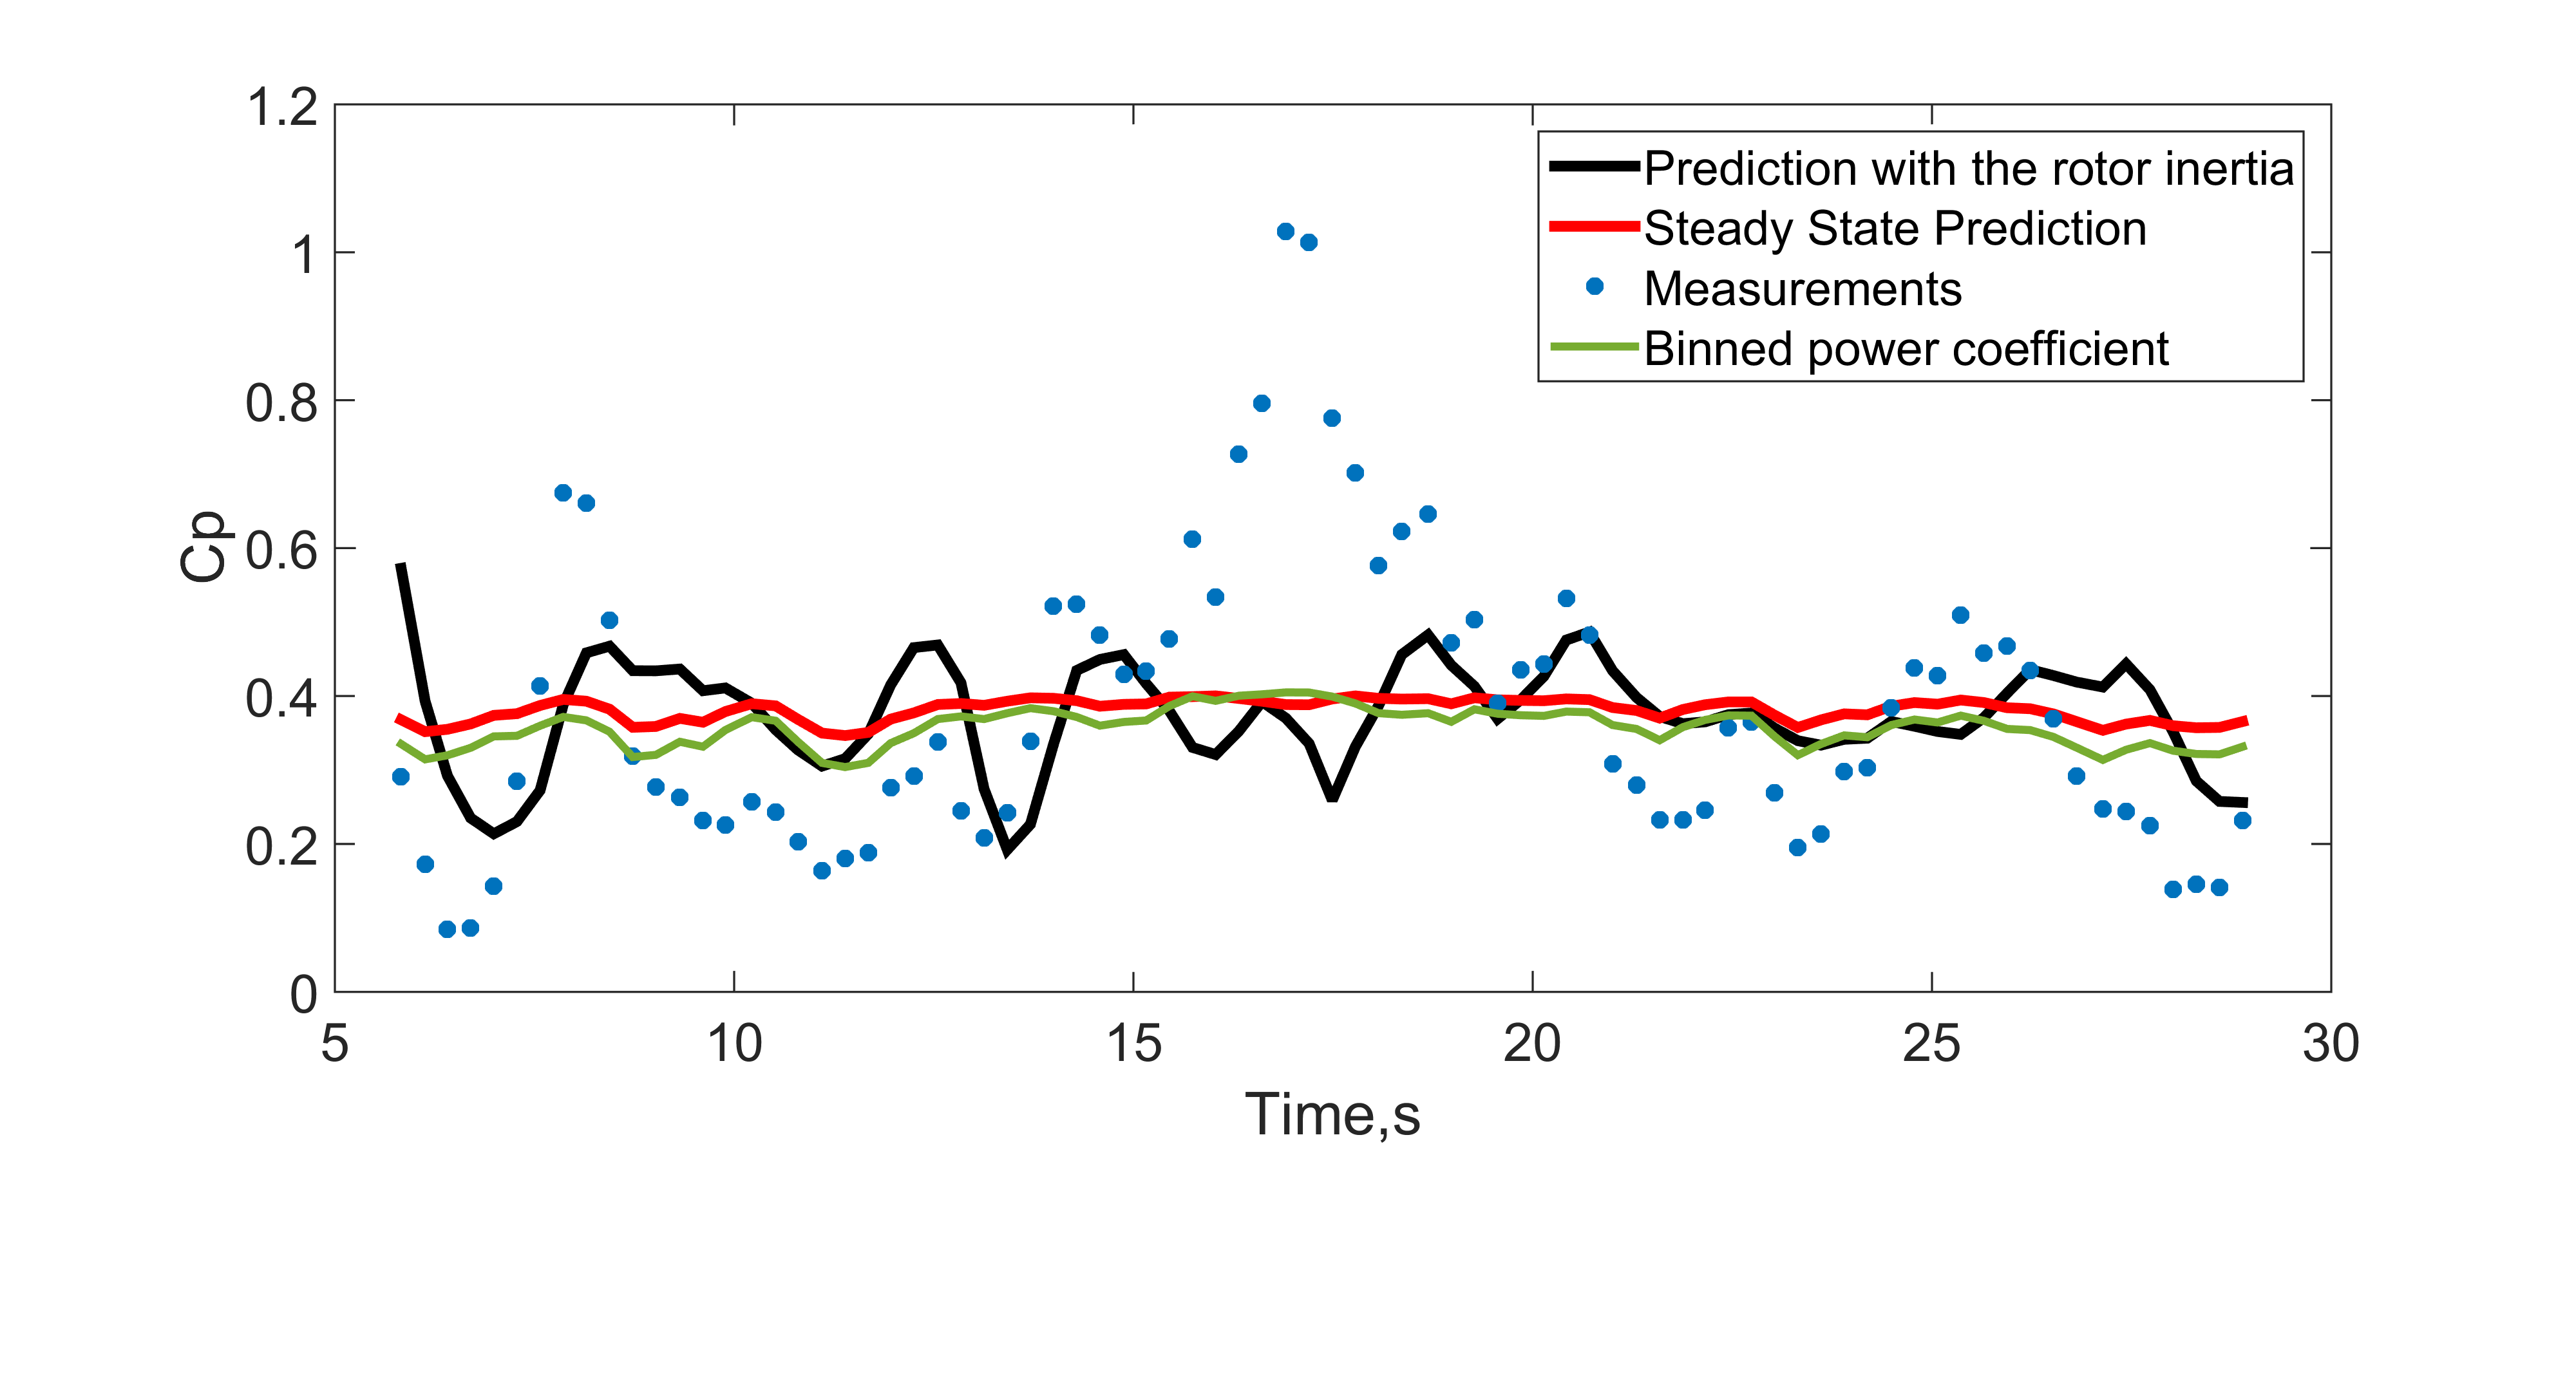 1.2
1
0.8
0.6
0.4
0.2
0
Cp
Prediction with the rotor inertia
Steady State Prediction
Measurements
Binned power coefficient
5 10 15 20 25 30
Time,s